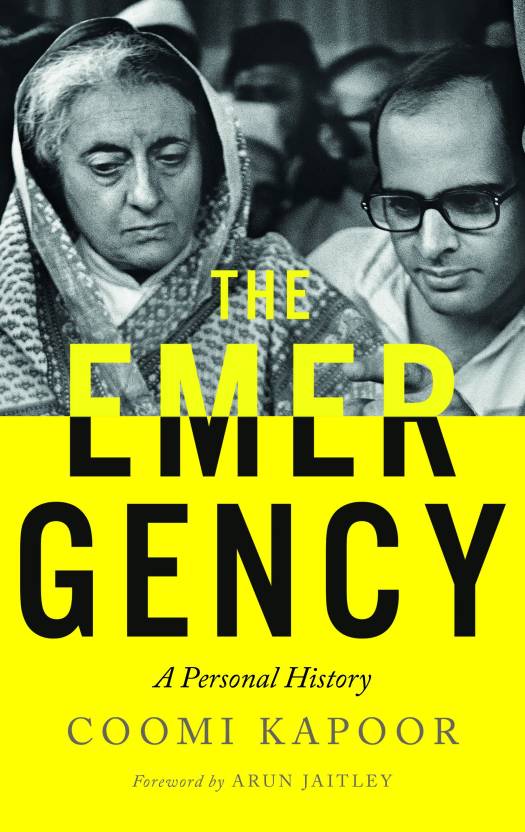 THE
EMER
GENCY
A Personal History
COOMI KAPOOR
Foreword by ARUN JAITLEY